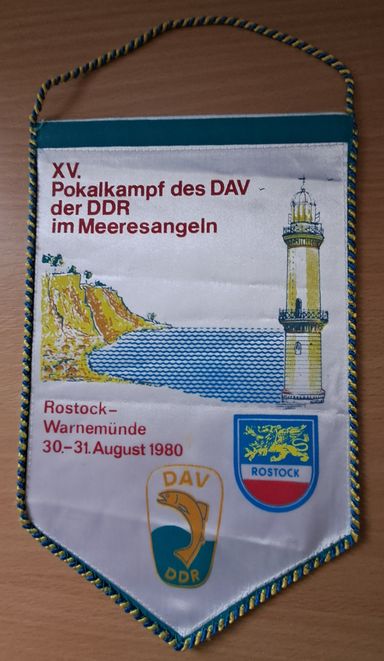 XV.
Pokalkampf des DAV
der DDR
im Meeresangeln
Rostock-
Warnemünde
30.-31. August 1980
ROSTOCK
DAV
DDR